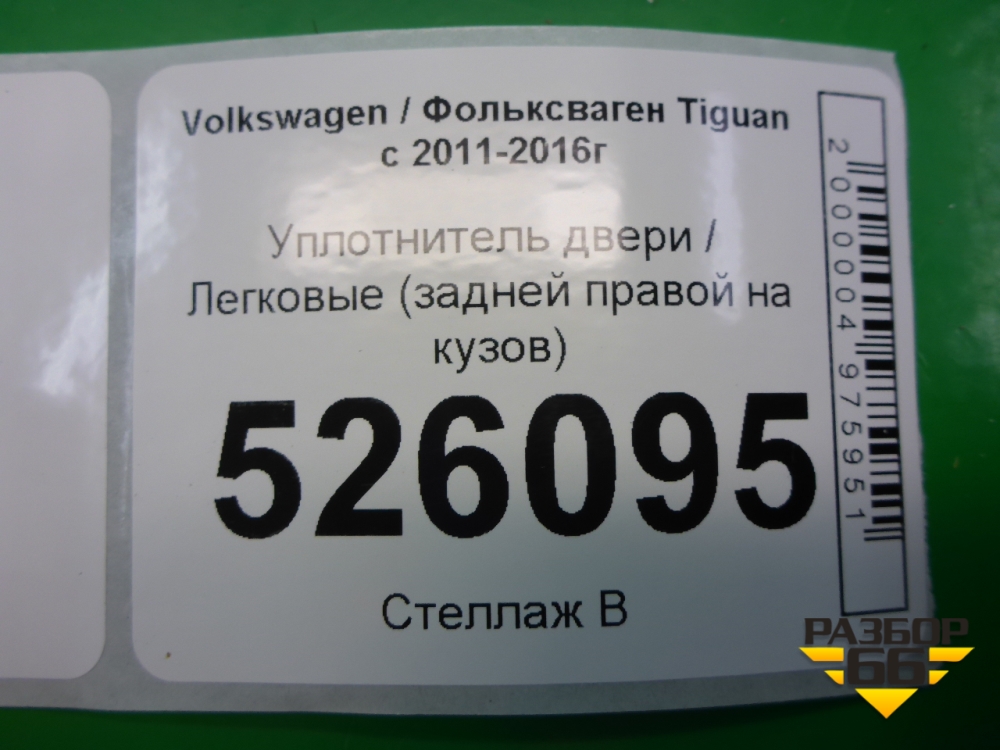 Volkswagen / Фольксваген Tiguan
с 2011-2016г
Уплотнитель двери /
Легковые (задней правой на
кузов)
526095
Стеллаж В
2000004975951
РАЗБОР
66